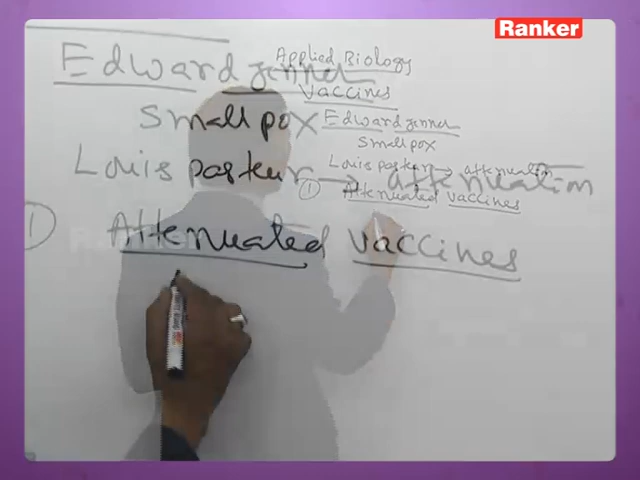 Ranker
Edward Jenner
Small pox
Louis pasteur → attenuation
① Attenuated vaccines
Applied Biology
Vaccines
Edward Jenner
Small pox
Louis pasteur → attenuation
① Attenuated vaccines